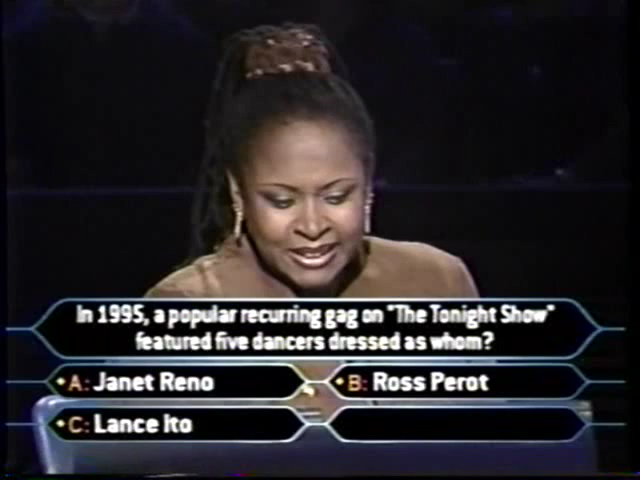 In 1995, a popular recurring gag on "The Tonight Show"
featured five dancers dressed as whom?
A: Janet Reno
B: Ross Perot
C: Lance Ito